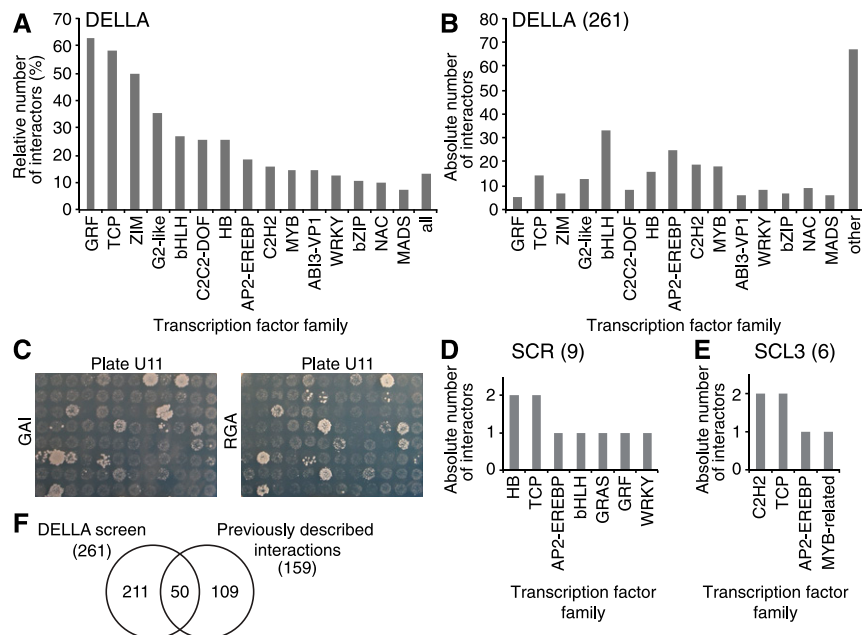 A DELLA
Relative number of interactors (%)
70
60
50
40
30
20
10
0
GRF
TCP
ZIM
G2-like
bHLH
C2C2-DOF
HB
AP2-EREBP
C2H2
MYB
ABI3-VP1
WRKY
bZIP
NAC
MADS
all
Transcription factor family
B DELLA (261)
Absolute number of interactors
80
70
60
50
40
30
20
10
0
GRF
TCP
ZIM
G2-like
bHLH
C2C2-DOF
HB
AP2-EREBP
C2H2
MYB
ABI3-VP1
WRKY
bZIP
NAC
MADS
other
Transcription factor family
C
Plate U11
GAI
Plate U11
RGA
D SCR (9)
Absolute number
of interactors
2
1
0
HB
TCP
AP2-EREBP
bHLH
GRAS
GRF
WRKY
Transcription factor
family
E SCL3 (6)
Absolute number
of interactors
2
1
0
C2H2
TCP
AP2-EREBP
MYB-related
Transcription factor
family
F
DELLA screen
(261)
Previously described
interactions
(159)
211
50
109